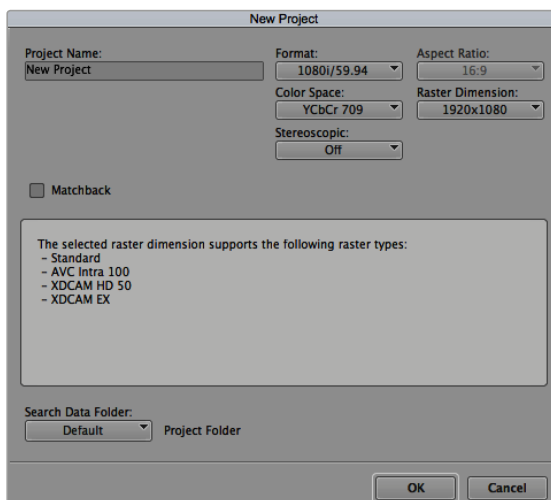 New Project
Project Name:
New Project
Format:
1080i/59.94
Aspect Ratio:
16:9
Color Space:
YCbCr 709
Raster Dimension:
1920x1080
Stereoscopic:
Off
Matchback
The selected raster dimension supports the following raster types:
– Standard
– AVC Intra 100
– XDCAM HD 50
– XDCAM EX
Search Data Folder:
Default
Project Folder
OK
Cancel